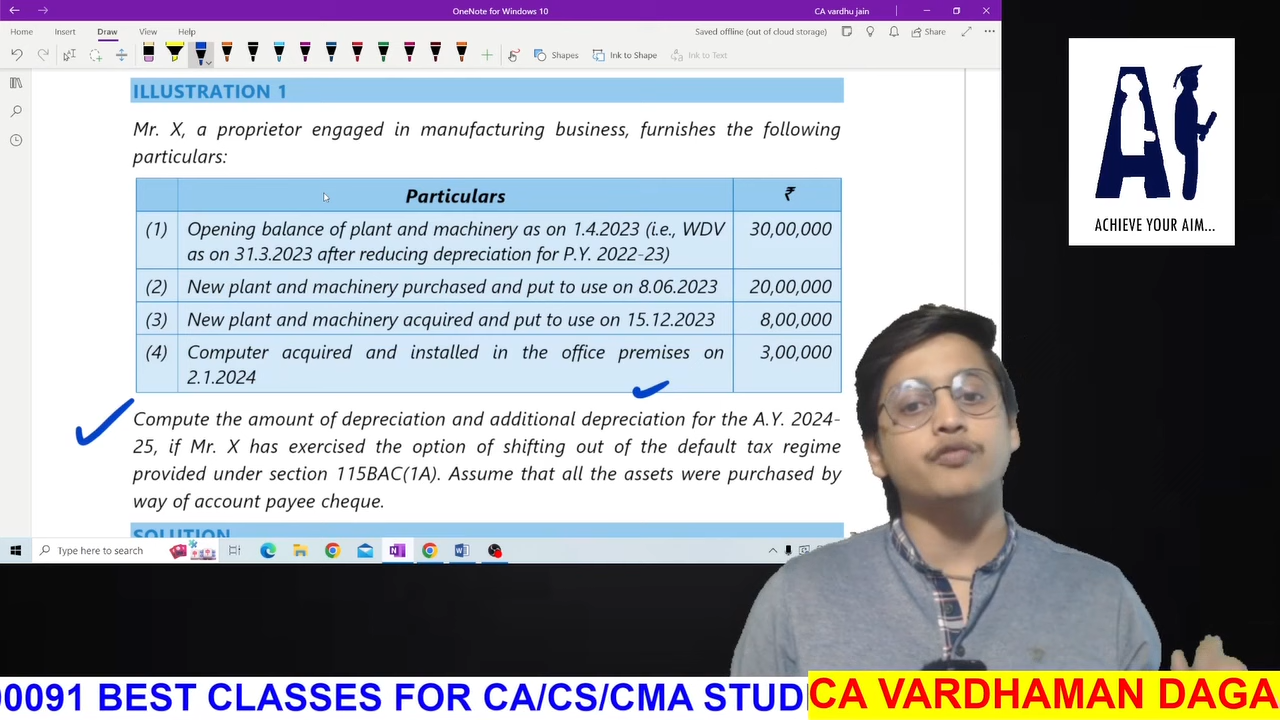 OneNote for Windows 10
CA vardhu jain
Home Insert Draw View Help
Saved offline (out of cloud storage)
Share
Shapes
Ink to Shape
Ink to Text
ILLUSTRATION 1
Mr. X, a proprietor engaged in manufacturing business, furnishes the following
particulars:
Particulars ₹
(1) Opening balance of plant and machinery as on 1.4.2023 (i.e., WDV 30,00,000
as on 31.3.2023 after reducing depreciation for P.Y. 2022-23)
(2) New plant and machinery purchased and put to use on 8.06.2023 20,00,000
(3) New plant and machinery acquired and put to use on 15.12.2023 8,00,000
(4) Computer acquired and installed in the office premises on 3,00,000
2.1.2024
Compute the amount of depreciation and additional depreciation for the A.Y. 2024-
25, if Mr. X has exercised the option of shifting out of the default tax regime
provided under section 115BAC(1A). Assume that all the assets were purchased by
way of account payee cheque.
SOLUTION
Type here to search
AI
ACHIEVE YOUR AIM...
00091 BEST CLASSES FOR CA/CS/CMA STUD
CA VARDHAMAN DAGA